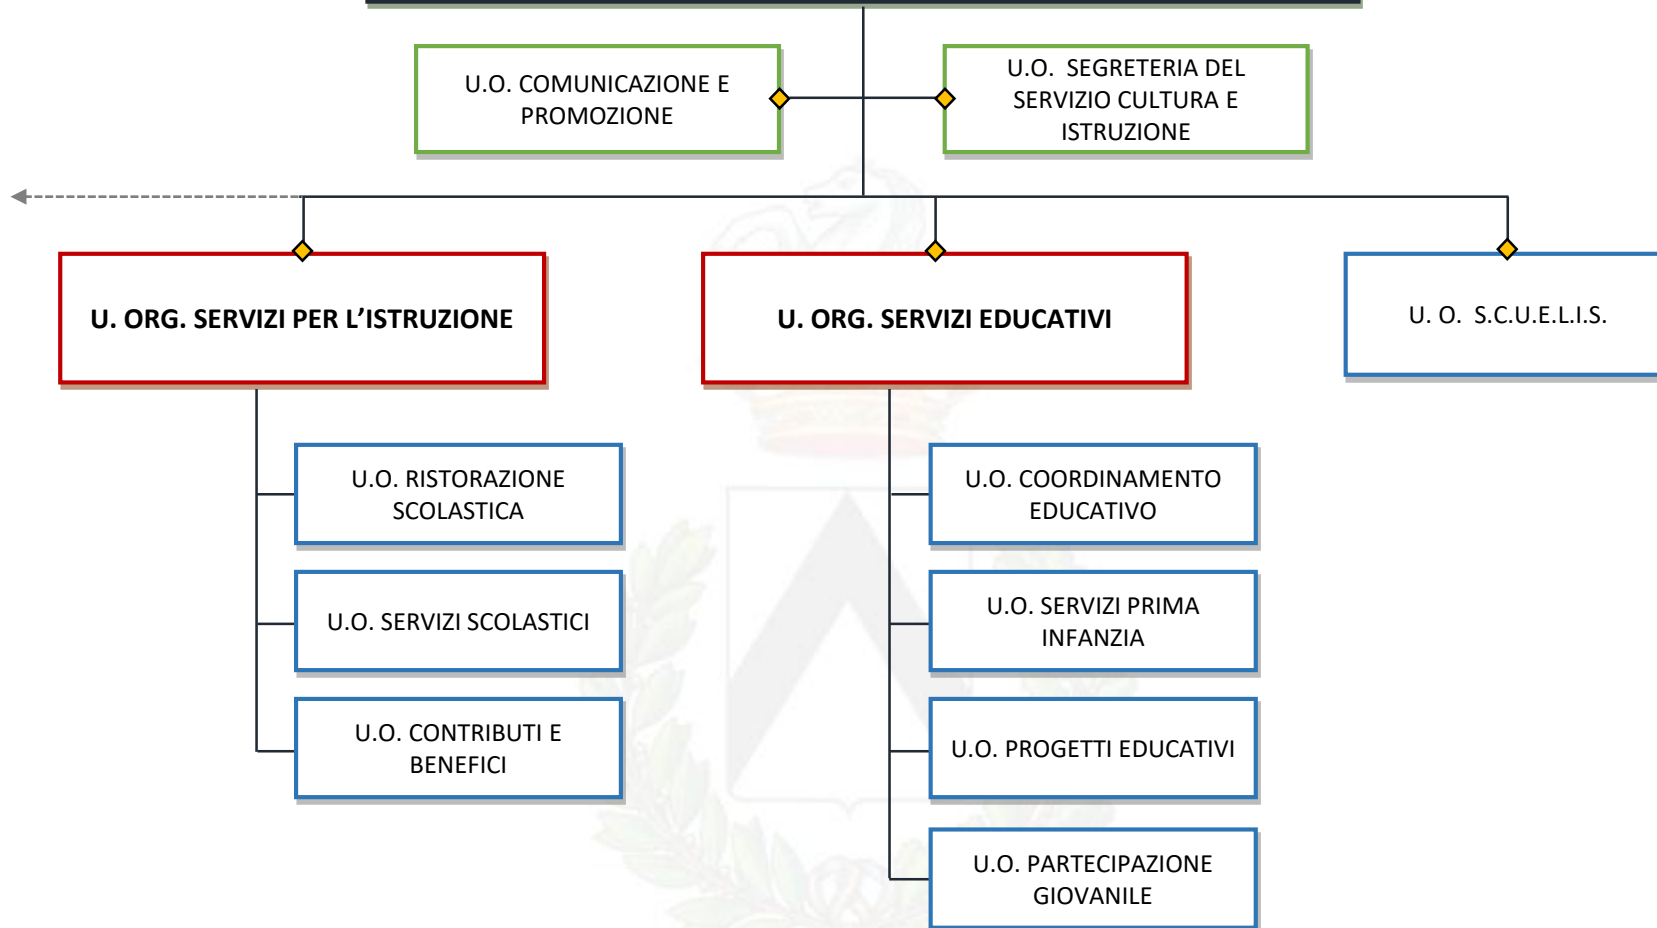 U.O. COMUNICAZIONE E
PROMOZIONE
U.O. SEGRETERIA DEL
SERVIZIO CULTURA E
ISTRUZIONE
U. ORG. SERVIZI PER L’ISTRUZIONE
U. ORG. SERVIZI EDUCATIVI
U. O. S.C.U.E.L.I.S.
U.O. RISTORAZIONE
SCOLASTICA
U.O. SERVIZI SCOLASTICI
U.O. CONTRIBUTI E
BENEFICI
U.O. COORDINAMENTO
EDUCATIVO
U.O. SERVIZI PRIMA
INFANZIA
U.O. PROGETTI EDUCATIVI
U.O. PARTECIPAZIONE
GIOVANILE